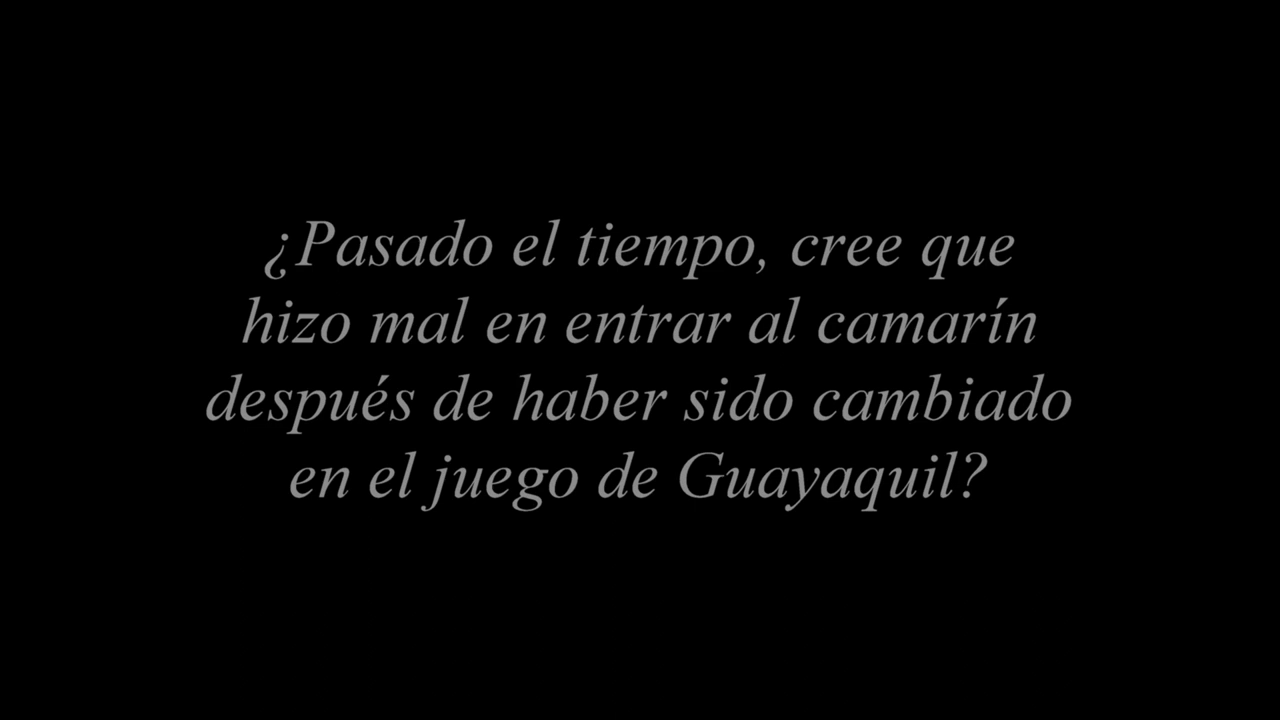 ¿Pasado el tiempo, cree que
hizo mal en entrar al camarín
después de haber sido cambiado
en el juego de Guayaquil?